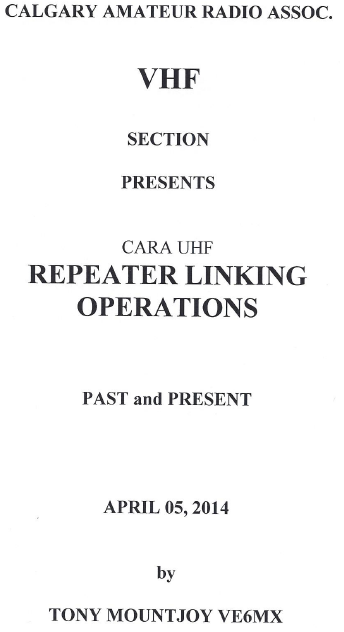 CALGARY AMATEUR RADIO ASSOC.
VHF
SECTION
PRESENTS
CARA UHF
REPEATER LINKING
OPERATIONS
PAST and PRESENT
APRIL 05, 2014
by
TONY MOUNTJOY VE6MX